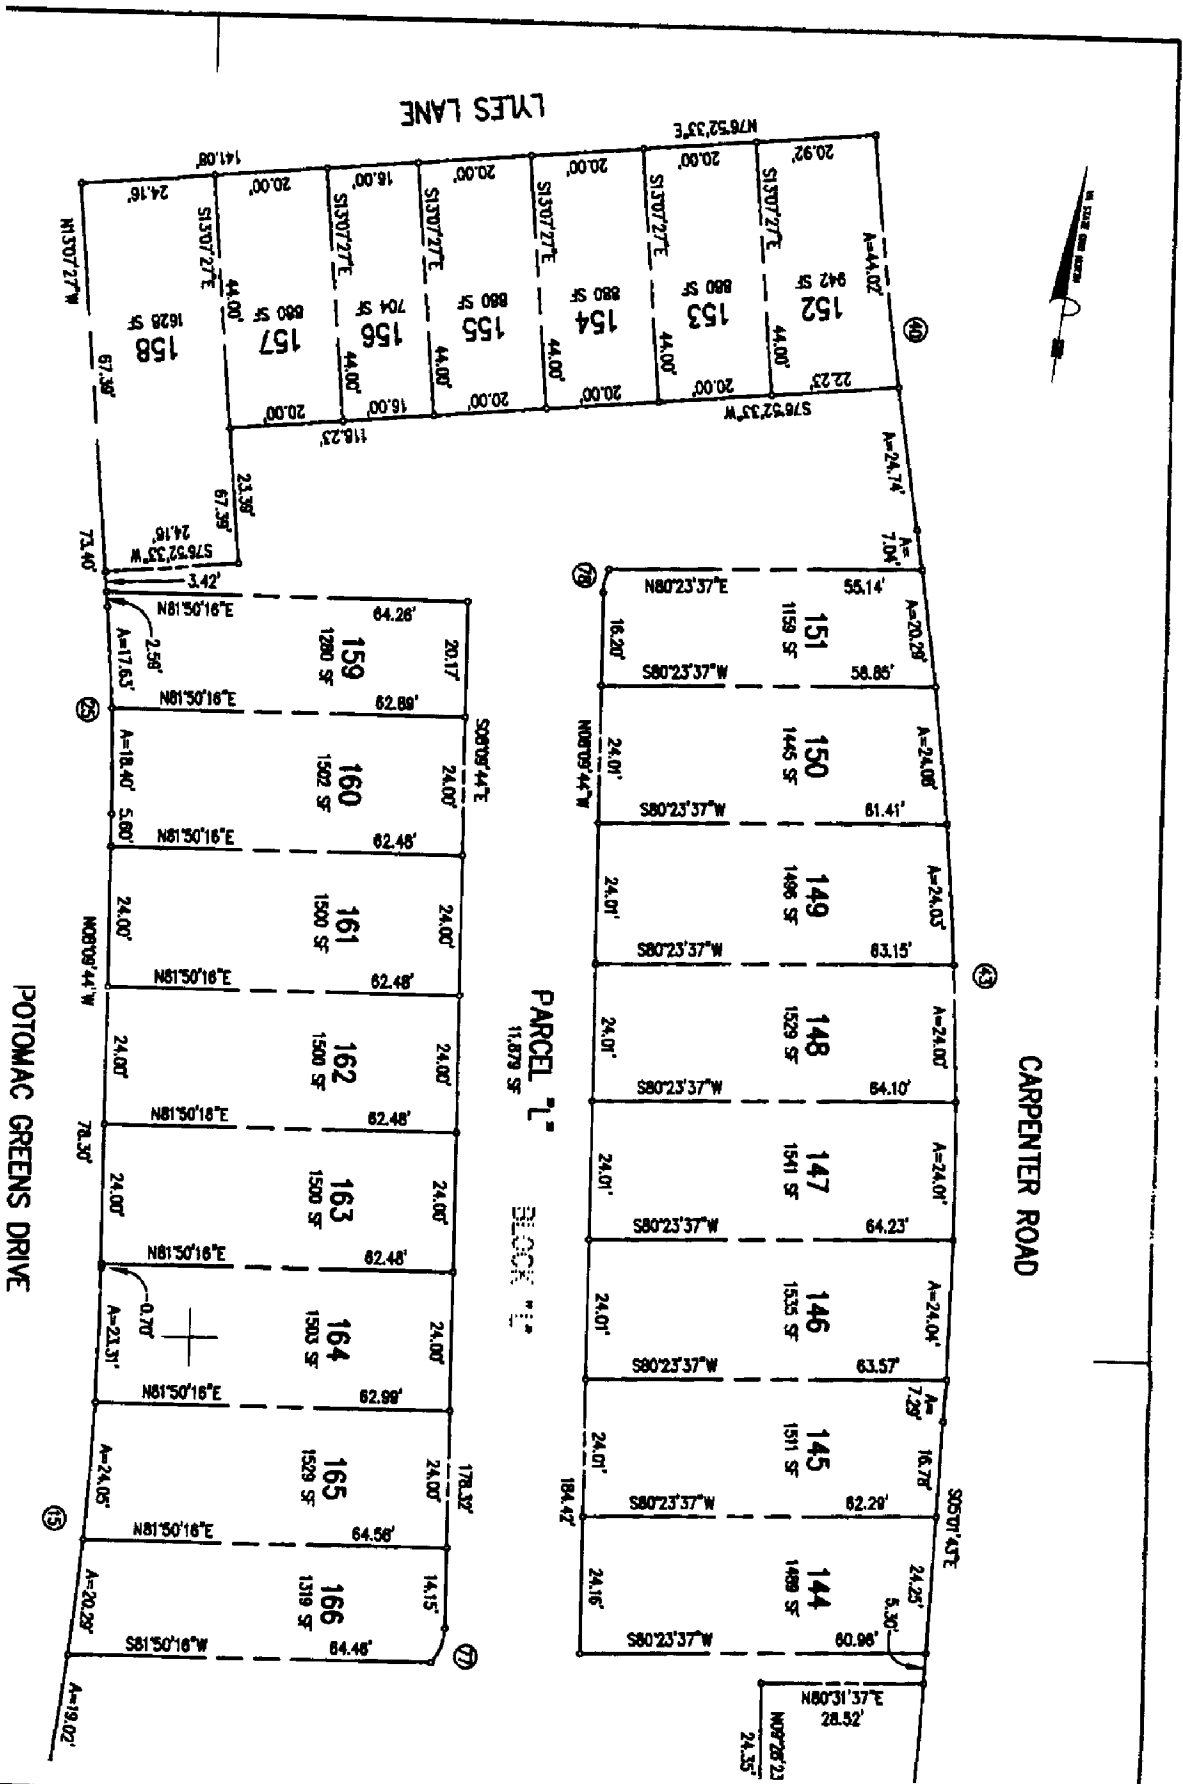 LYLES LANE
N76°52'33"E
141.08'
24.16'
20.00'
16.00'
20.00'
20.00'
20.00'
20.92'
N13°07'27"W
S13°07'27"E
S13°07'27"E
S13°07'27"E
S13°07'27"E
S13°07'27"E
S13°07'27"E
A=44.02'
158
1628 SF
157
880 SF
156
704 SF
155
880 SF
154
880 SF
153
880 SF
152
942 SF
40
67.39'
44.00'
44.00'
44.00'
44.00'
44.00'
44.00'
20.00'
16.00'
20.00'
20.00'
20.00'
22.23'
118.23'
S76°52'33"W
A=24.74'
23.39'
67.39'
24.16'
S76°52'33"W
73.40'
3.42'
A=
7.04'
78
N80°23'37"E
55.14'
N81°50'16"E
64.26'
2.59'
A=17.63'
159
1280 SF
20.17'
16.20'
151
1159 SF
A=20.29'
25
N81°50'16"E
62.89'
S80°23'37"W
58.85'
S08°09'44"E
N08°09'44"W
A=18.40'
5.60'
160
1502 SF
24.00'
24.01'
150
1445 SF
A=24.08'
N81°50'16"E
62.48'
S80°23'37"W
61.41'
24.00'
161
1500 SF
24.00'
24.01'
149
1496 SF
A=24.03'
N08°09'44"W
N81°50'16"E
62.48'
S80°23'37"W
63.15'
43
24.00'
162
1500 SF
24.00'
PARCEL "L"
11,879 SF
24.01'
148
1529 SF
A=24.00'
CARPENTER ROAD
N81°50'16"E
62.48'
S80°23'37"W
64.10'
78.30'
24.00'
163
1500 SF
24.00'
24.01'
147
1541 SF
A=24.01'
N81°50'16"E
62.48'
S80°23'37"W
64.23'
POTOMAC GREENS DRIVE
0.70'
A=23.31'
164
1503 SF
24.00'
24.01'
146
1535 SF
A=24.04'
N81°50'16"E
62.99'
S80°23'37"W
63.57'
A=
7.29'
A=24.05'
165
1529 SF
24.00'
178.32'
24.01'
184.42'
145
1511 SF
16.78'
S05°01'43"E
15
N81°50'16"E
64.56'
S80°23'37"W
62.29'
A=20.29'
166
1319 SF
14.15'
24.16'
144
1489 SF
24.25'
5.30'
77
S81°50'16"W
64.46'
S80°23'37"W
60.96'
A=19.02'
N80°31'37"E
28.52'
N09°28'23
24.35'